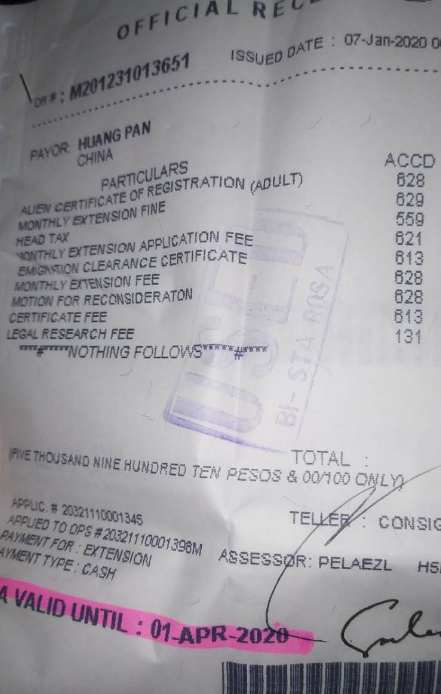 OFFICIAL REC
ISSUED DATE : 07-Jan-2020 0
OR # : M201231013651
PAYOR: HUANG PAN
CHINA
PARTICULARS ACCD
ALIEN CERTIFICATE OF REGISTRATION (ADULT) 628
MONTHLY EXTENSION FINE 629
HEAD TAX 559
MONTHLY EXTENSION APPLICATION FEE 621
EMIGRATION CLEARANCE CERTIFICATE 613
MONTHLY EXTENSION FEE 628
MOTION FOR RECONSIDERATON 628
CERTIFICATE FEE 613
LEGAL RESEARCH FEE 131
*****#*****NOTHING FOLLOWS*****#****
USED
BI - STA ROSA
TOTAL :
(FIVE THOUSAND NINE HUNDRED TEN PESOS & 00/100 ONLY)
APPLIC. # 20321110001345
TELLER : CONSIG
APPLIED TO OPS #20321110001398M
PAYMENT FOR : EXTENSION
ASSESSOR: PELAEZL
AYMENT TYPE : CASH
A VALID UNTIL : 01-APR-2020